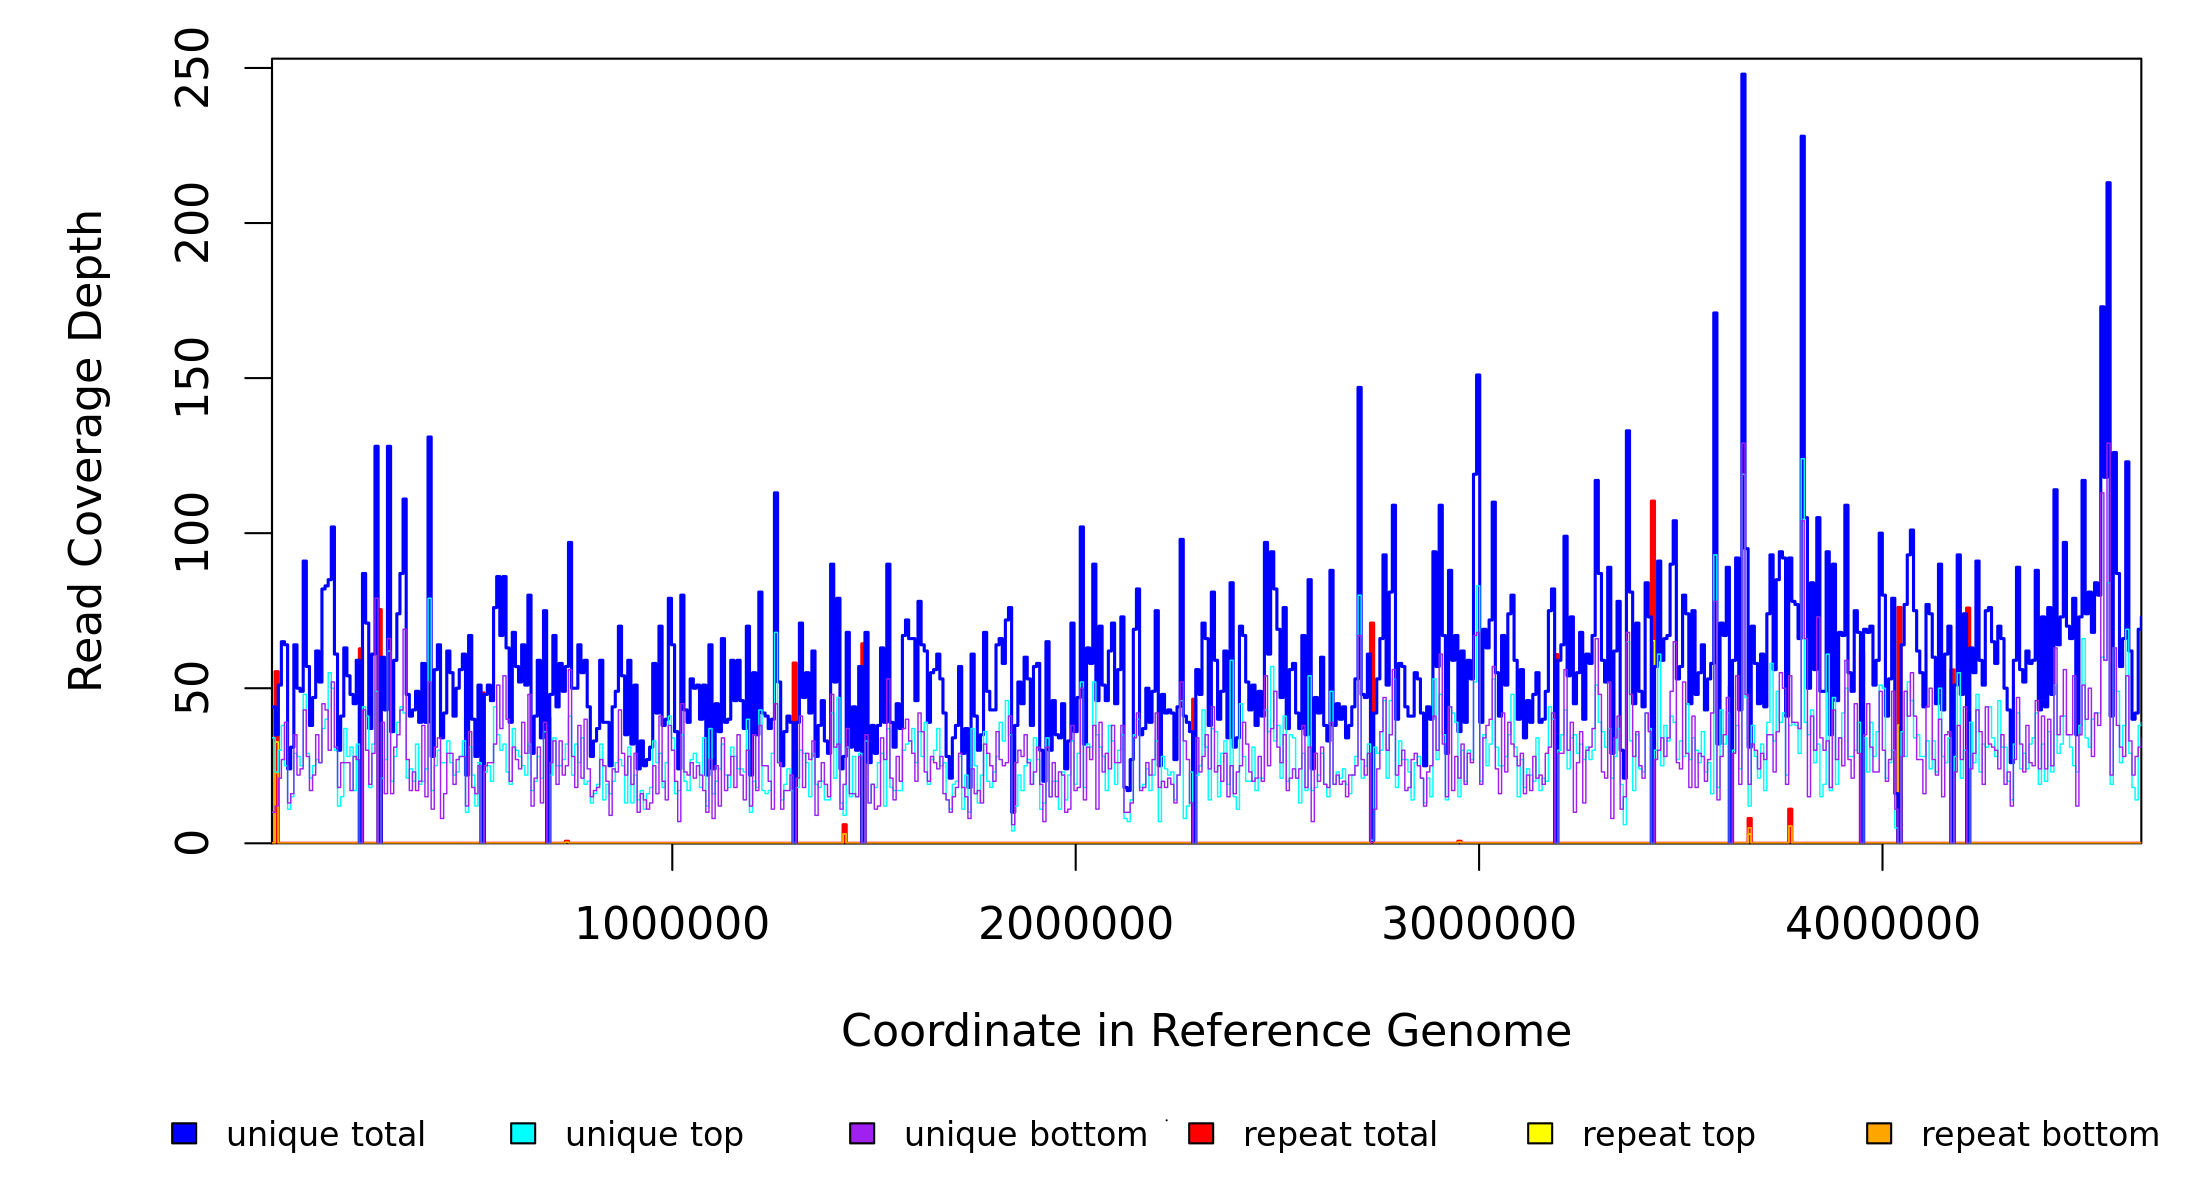 250
200
150
100
50
0
Read Coverage Depth
1000000 2000000 3000000 4000000
Coordinate in Reference Genome
unique total unique top unique bottom repeat total repeat top repeat bottom